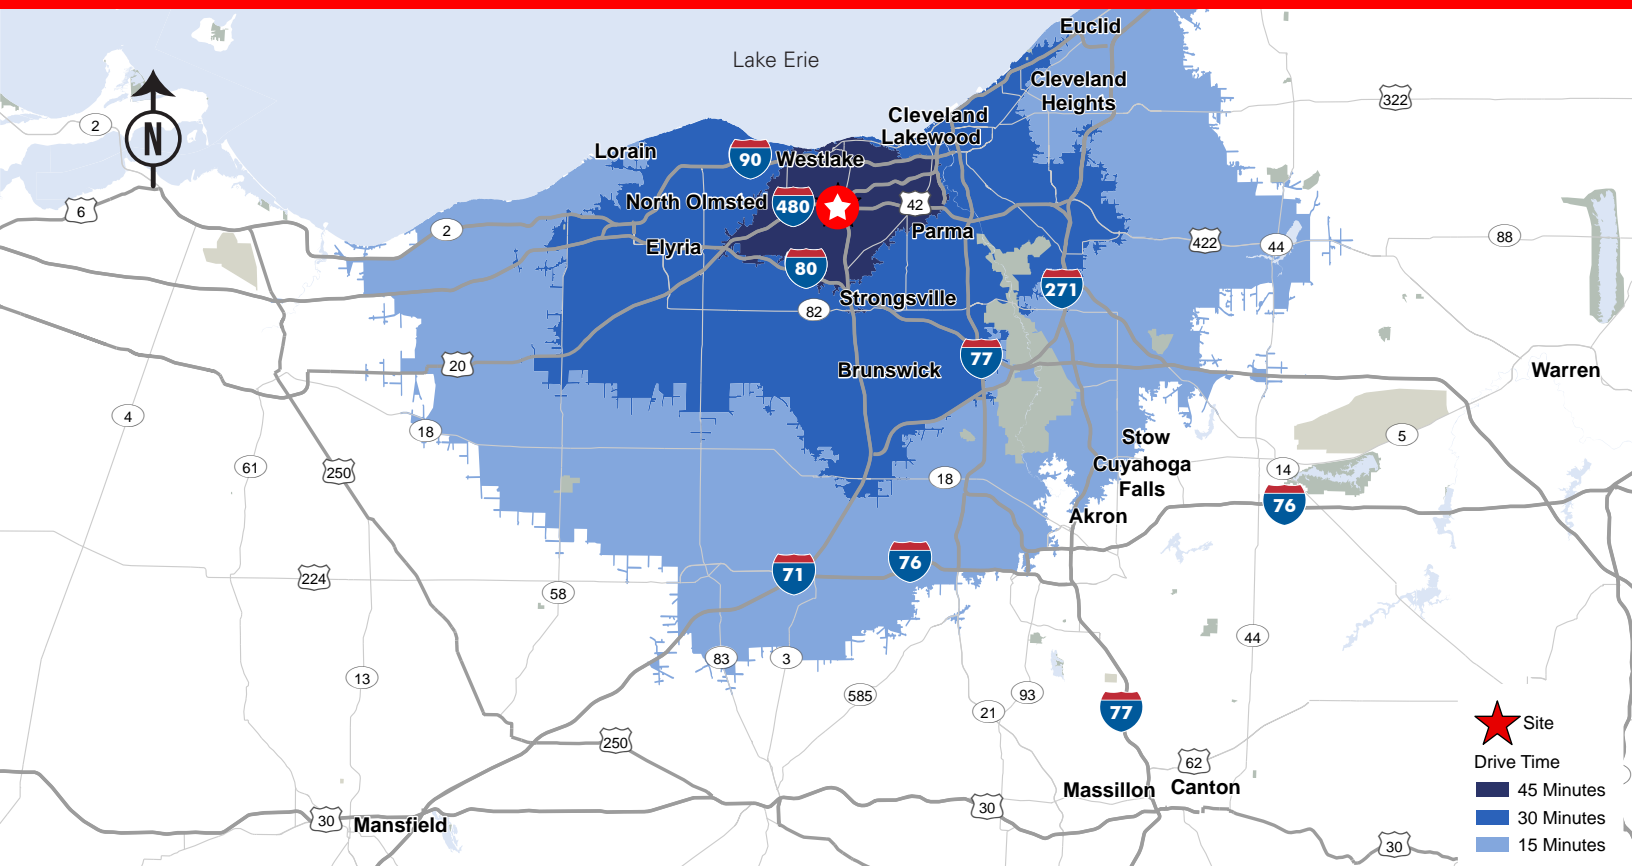 Euclid
Lake Erie
Cleveland
Heights
322
2
N
Cleveland
Lakewood
Lorain
90
Westlake
North Olmsted
480
42
6
2
Parma
422
44
88
Elyria
80
271
Strongsville
82
20
77
Brunswick
Warren
4
18
5
Stow
61
250
Cuyahoga
Falls
14
18
76
Akron
71
76
224
58
44
83
3
13
585
93
21
77
250
62
Massillon
Canton
30
30
Mansfield
30
Site
Drive Time
45 Minutes
30 Minutes
15 Minutes